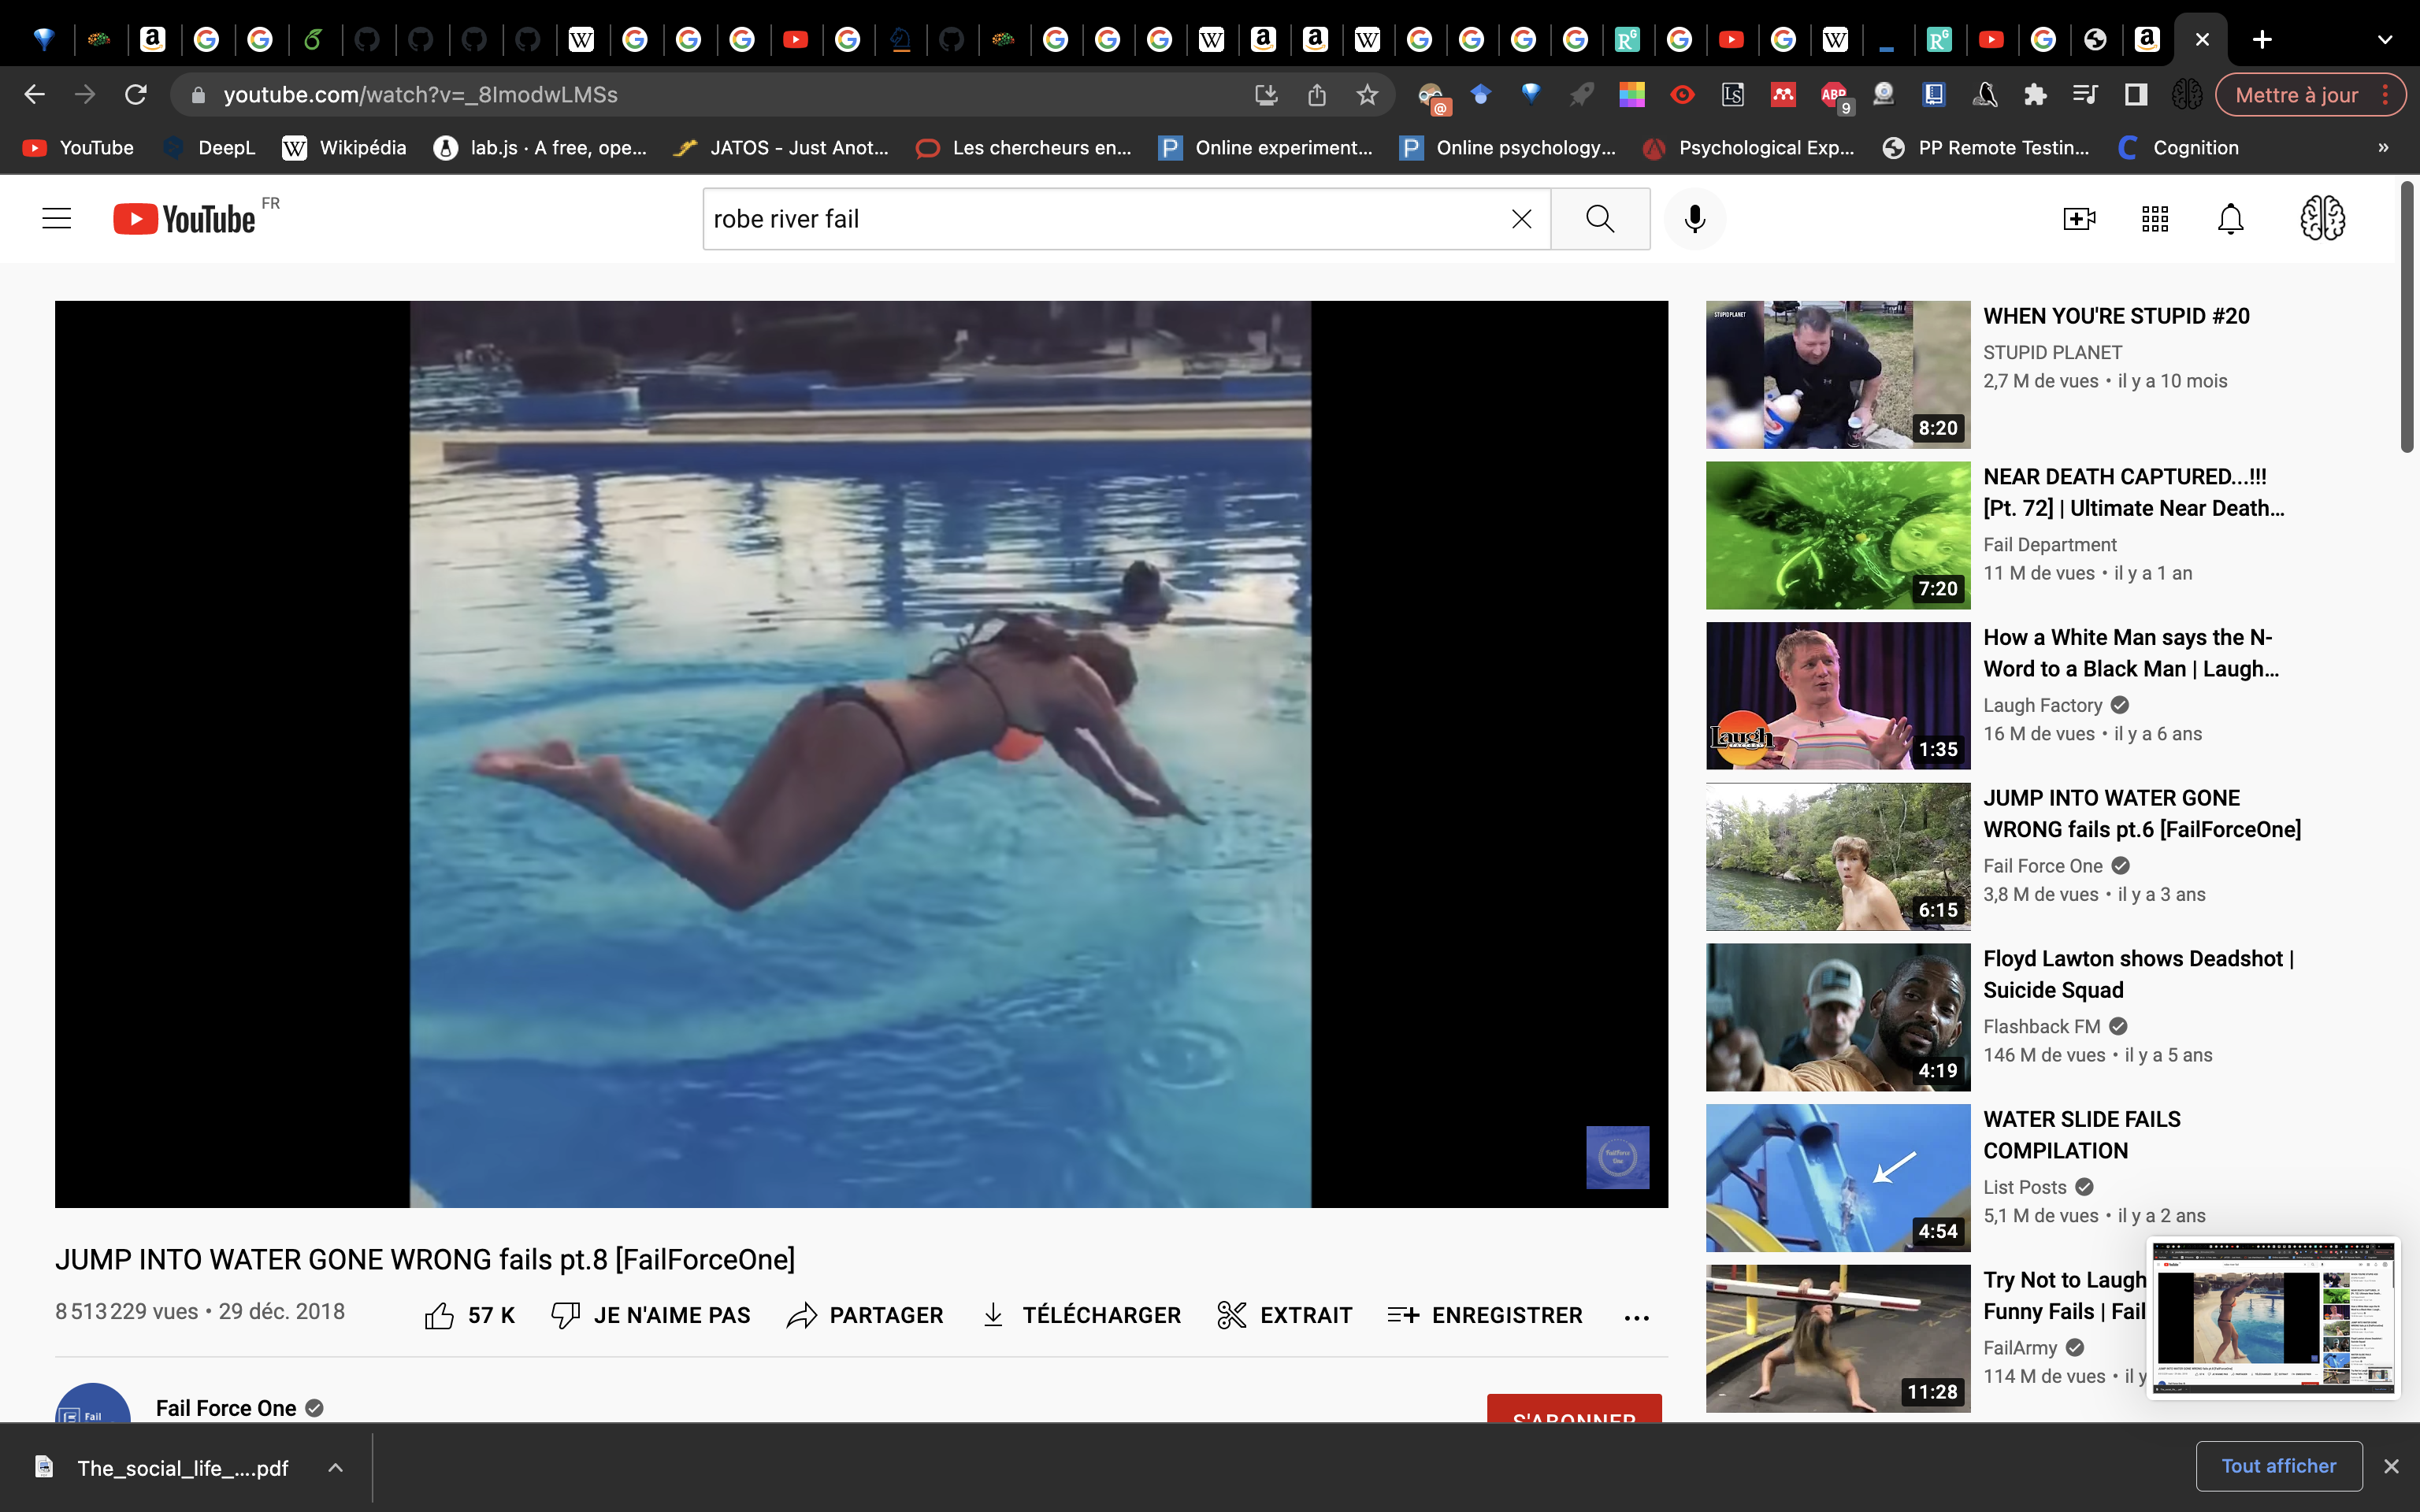 youtube.com/watch?v=_8ImodwLMSs
9
Mettre à jour
YouTube
DeepL
Wikipédia
lab.js · A free, ope...
JATOS - Just Anot...
Les chercheurs en...
Online experiment...
Online psychology...
Psychological Exp...
PP Remote Testin...
Cognition
»
YouTube FR
robe river fail
WHEN YOU'RE STUPID #20
STUPID PLANET
2,7 M de vues • il y a 10 mois
STUPID PLANET
8:20
NEAR DEATH CAPTURED...!!!
[Pt. 72] | Ultimate Near Death...
Fail Department
11 M de vues • il y a 1 an
7:20
How a White Man says the N-
Word to a Black Man | Laugh...
Laugh Factory
16 M de vues • il y a 6 ans
Laugh
1:35
JUMP INTO WATER GONE
WRONG fails pt.6 [FailForceOne]
Fail Force One
3,8 M de vues • il y a 3 ans
6:15
Floyd Lawton shows Deadshot |
Suicide Squad
Flashback FM
146 M de vues • il y a 5 ans
4:19
WATER SLIDE FAILS
COMPILATION
List Posts
5,1 M de vues • il y a 2 ans
4:54
Try Not to Laugh
Funny Fails | Fail
FailArmy
114 M de vues • il y
11:28
FailForce
One
JUMP INTO WATER GONE WRONG fails pt.8 [FailForceOne]
8 513 229 vues • 29 déc. 2018
57 K
JE N'AIME PAS
PARTAGER
TÉLÉCHARGER
EXTRAIT
ENREGISTRER
Fail
Fail Force One
S'ABONNER
The_social_life_....pdf
Tout afficher